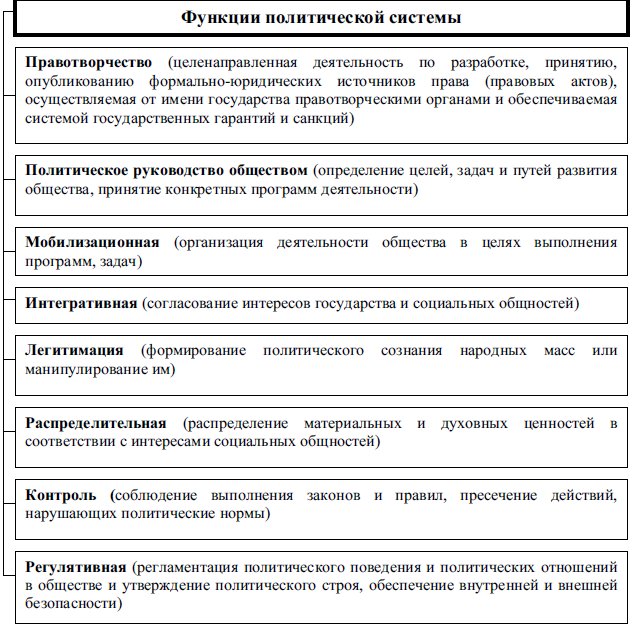 Функции политической системы
Правотворчество (целенаправленная деятельность по разработке, принятию,
опубликованию формально-юридических источников права (правовых актов),
осуществляемая от имени государства правотворческими органами и обеспечиваемая
системой государственных гарантий и санкций)
Политическое руководство обществом (определение целей, задач и путей развития
общества, принятие конкретных программ деятельности)
Мобилизационная (организация деятельности общества в целях выполнения
программ, задач)
Интегративная (согласование интересов государства и социальных общностей)
Легитимация (формирование политического сознания народных масс или
манипулирование им)
Распределительная (распределение материальных и духовных ценностей в
соответствии с интересами социальных общностей)
Контроль (соблюдение выполнения законов и правил, пресечение действий,
нарушающих политические нормы)
Регулятивная (регламентация политического поведения и политических отношений
в обществе и утверждение политического строя, обеспечение внутренней и внешней
безопасности)